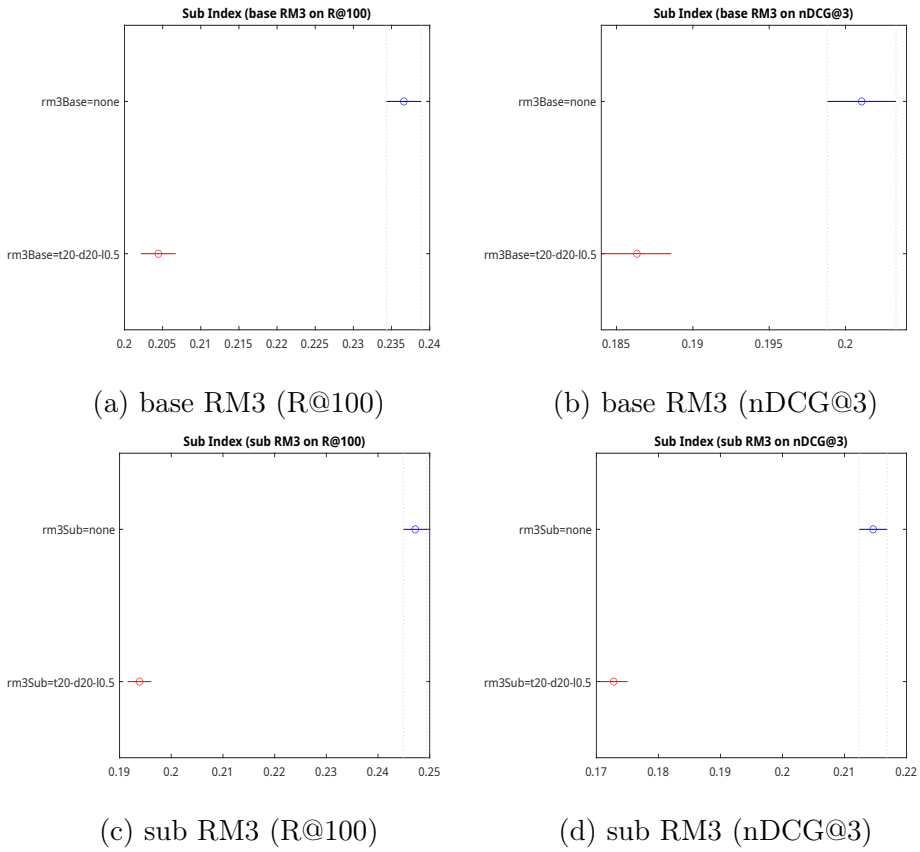 Sub Index (base RM3 on R@100)
rm3Base=none
rm3Base=t20-d20-l0.5
0.2 0.205 0.21 0.215 0.22 0.225 0.23 0.235 0.24
(a) base RM3 (R@100)
Sub Index (base RM3 on nDCG@3)
rm3Base=none
rm3Base=t20-d20-l0.5
0.185 0.19 0.195 0.2
(b) base RM3 (nDCG@3)
Sub Index (sub RM3 on R@100)
rm3Sub=none
rm3Sub=t20-d20-l0.5
0.19 0.2 0.21 0.22 0.23 0.24 0.25
(c) sub RM3 (R@100)
Sub Index (sub RM3 on nDCG@3)
rm3Sub=none
rm3Sub=t20-d20-l0.5
0.17 0.18 0.19 0.2 0.21 0.22
(d) sub RM3 (nDCG@3)